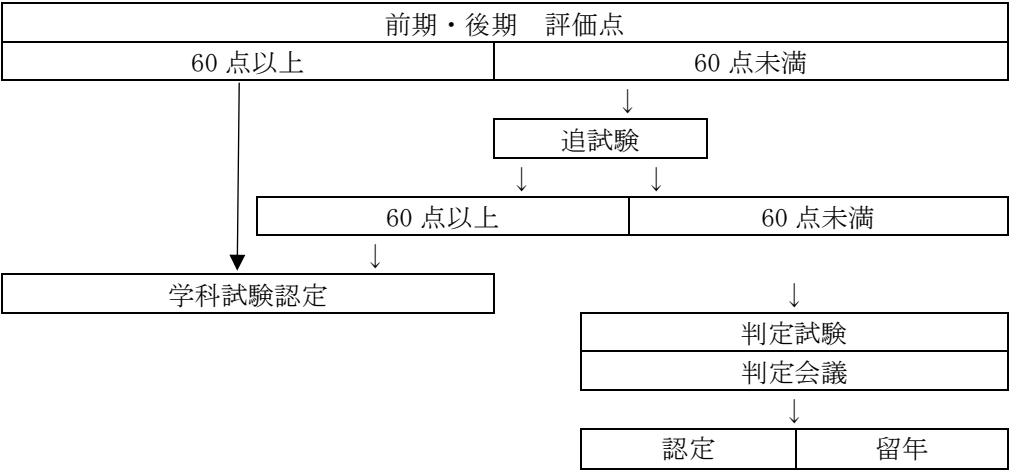 前期・後期　評価点
60 点以上
60 点未満
↓
追試験
↓ ↓
60 点以上
60 点未満
↓
学科試験認定
↓
判定試験
判定会議
↓
認定
留年